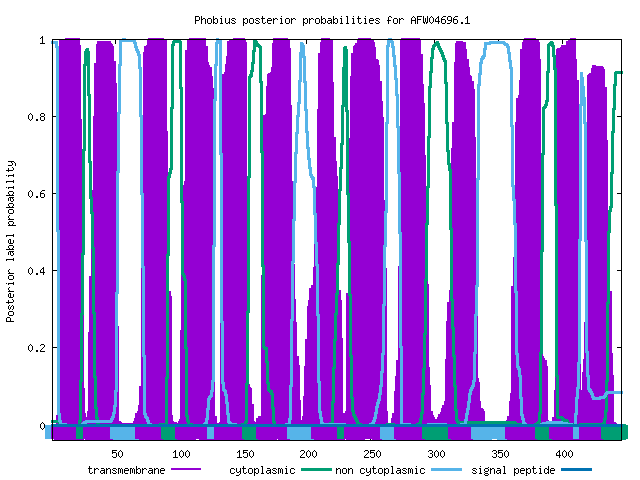 Phobius posterior probabilities for AFW04696.1
Posterior label probability
1
0.8
0.6
0.4
0.2
0
50 100 150 200 250 300 350 400
transmembrane cytoplasmic non cytoplasmic signal peptide